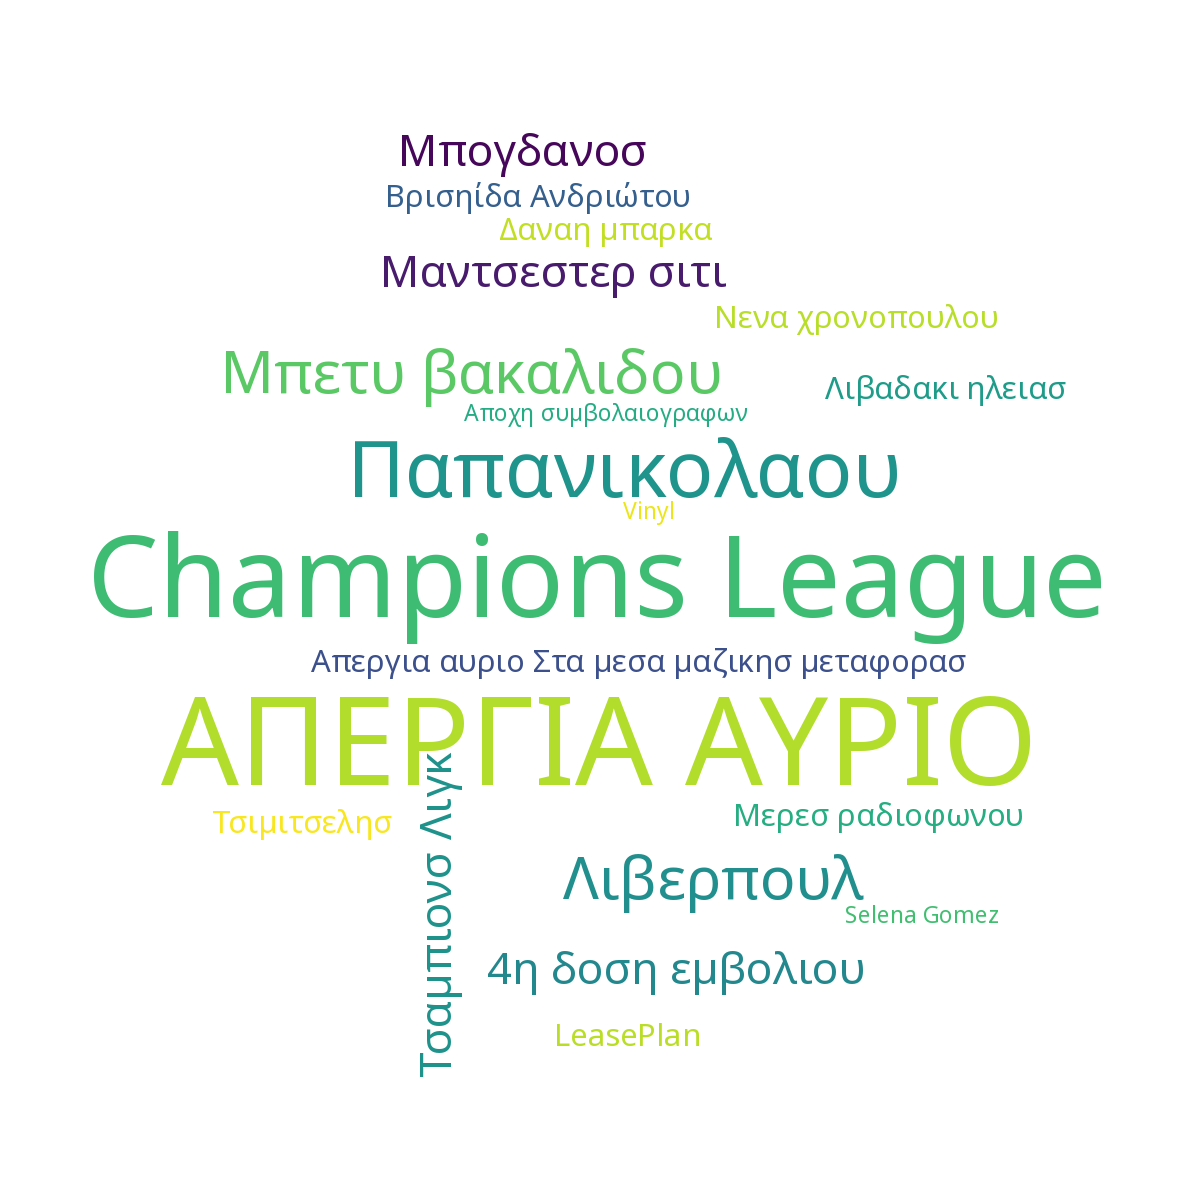 Μπογδανοσ
Βρισηίδα Ανδριώτου
Δαναη μπαρκα
Μαντσεστερ σιτι
Νενα χρονοπουλου
Μπετυ βακαλιδου
Λιβαδακι ηλειασ
Αποχη συμβολαιογραφων
Παπανικολαου
Vinyl
Champions League
Απεργια αυριο Στα μεσα μαζικησ μεταφορασ
ΑΠΕΡΓΙΑ ΑΥΡΙΟ
Τσαμπιονσ Λιγκ
Τσιμιτσελησ
Μερεσ ραδιοφωνου
Λιβερπουλ
Selena Gomez
4η δοση εμβολιου
LeasePlan